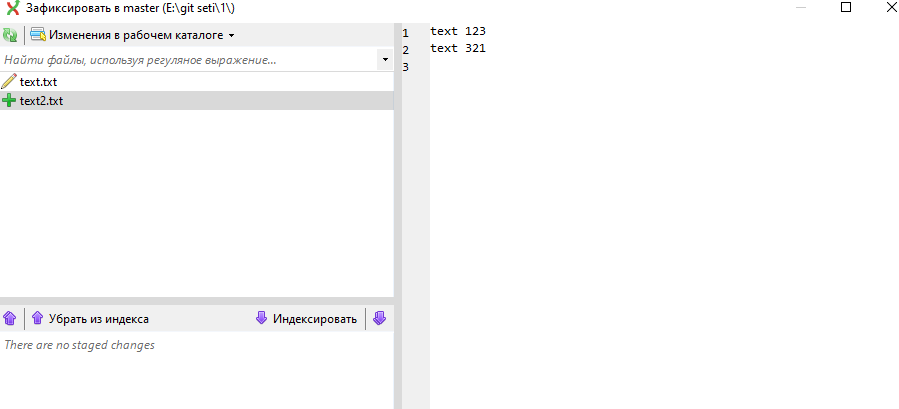 Зафиксировать в master (E:\git seti\1\)
Изменения в рабочем каталоге
Найти файлы, используя регуляное выражение...
text.txt
text2.txt
Убрать из индекса
Индексировать
There are no staged changes
1 text 123
2 text 321
3